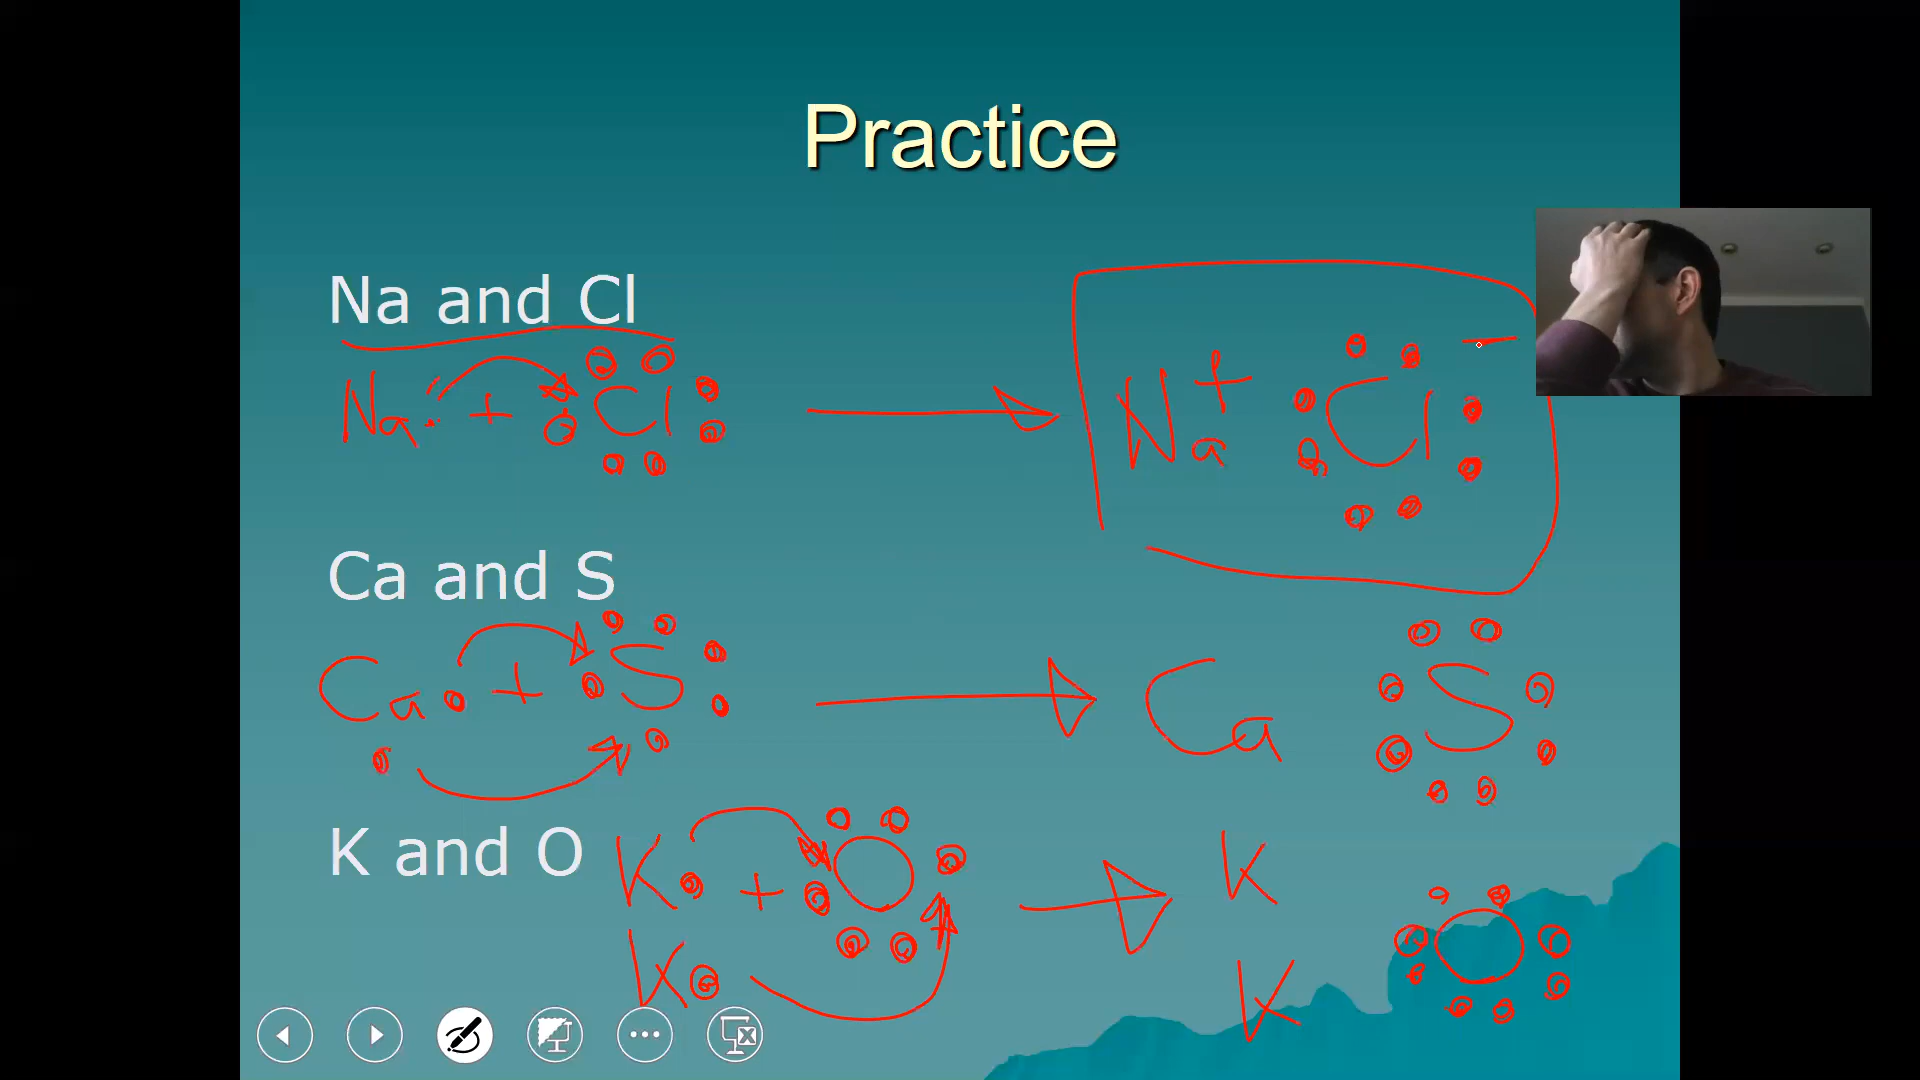 Practice
Na and Cl
Na + Cl Na+ Cl –
Ca and S
Ca + S Ca S
K and O K + O K O
K K